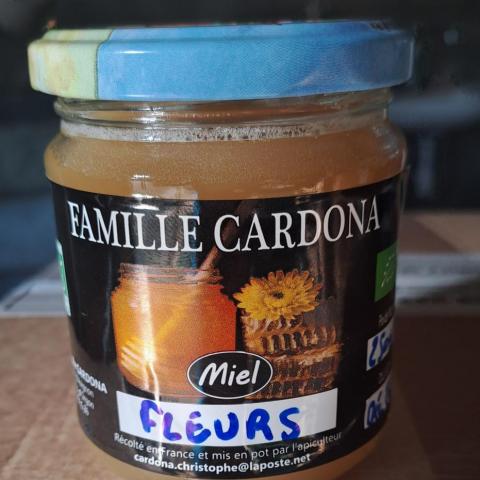 FAMILLE CARDONA
Miel
FLEURS
Récolté en France et mis en pot par l'apiculteur
cardona.christophe@laposte.net